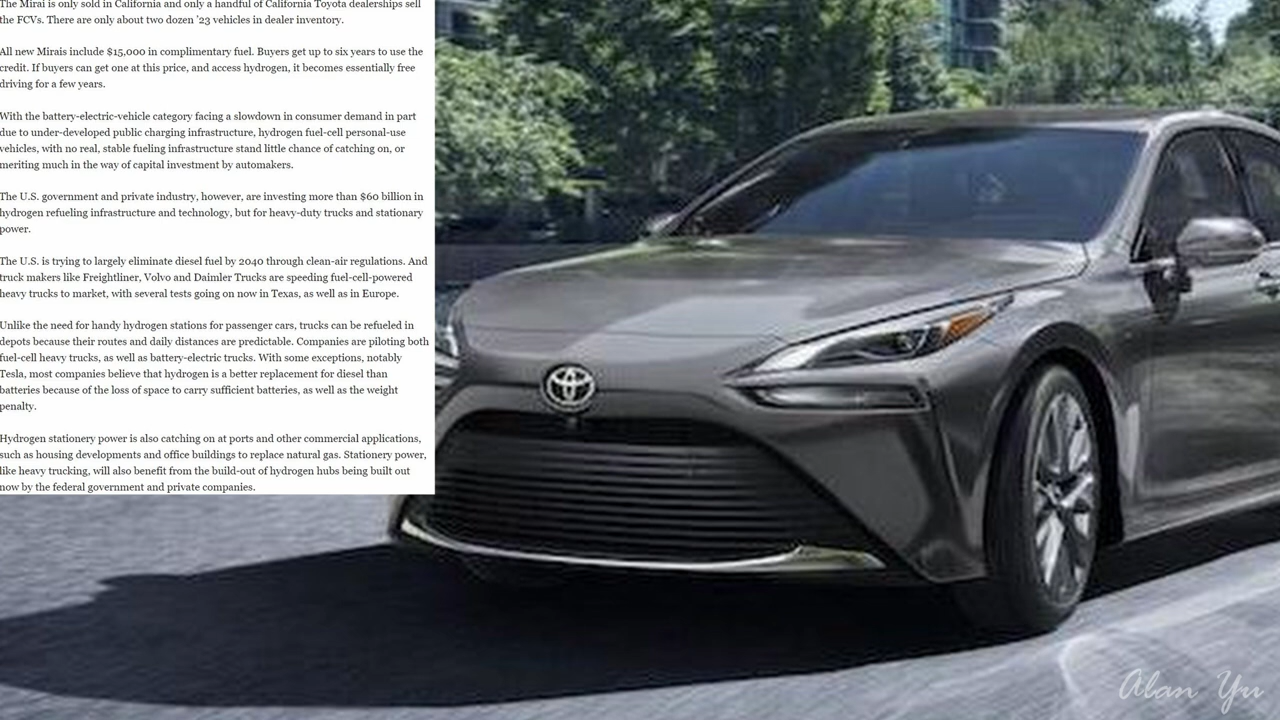 The Mirai is only sold in California and only a handful of California Toyota dealerships sell
the FCVs. There are only about two dozen '23 vehicles in dealer inventory.
All new Mirais include $15,000 in complimentary fuel. Buyers get up to six years to use the
credit. If buyers can get one at this price, and access hydrogen, it becomes essentially free
driving for a few years.
With the battery-electric-vehicle category facing a slowdown in consumer demand in part
due to under-developed public charging infrastructure, hydrogen fuel-cell personal-use
vehicles, with no real, stable fueling infrastructure stand little chance of catching on, or
meriting much in the way of capital investment by automakers.
The U.S. government and private industry, however, are investing more than $60 billion in
hydrogen refueling infrastructure and technology, but for heavy-duty trucks and stationary
power.
The U.S. is trying to largely eliminate diesel fuel by 2040 through clean-air regulations. And
truck makers like Freightliner, Volvo and Daimler Trucks are speeding fuel-cell-powered
heavy trucks to market, with several tests going on now in Texas, as well as in Europe.
Unlike the need for handy hydrogen stations for passenger cars, trucks can be refueled in
depots because their routes and daily distances are predictable. Companies are piloting both
fuel-cell heavy trucks, as well as battery-electric trucks. With some exceptions, notably
Tesla, most companies believe that hydrogen is a better replacement for diesel than
batteries because of the loss of space to carry sufficient batteries, as well as the weight
penalty.
Hydrogen stationery power is also catching on at ports and other commercial applications,
such as housing developments and office buildings to replace natural gas. Stationery power,
like heavy trucking, will also benefit from the build-out of hydrogen hubs being built out
now by the federal government and private companies.
Alan Yu